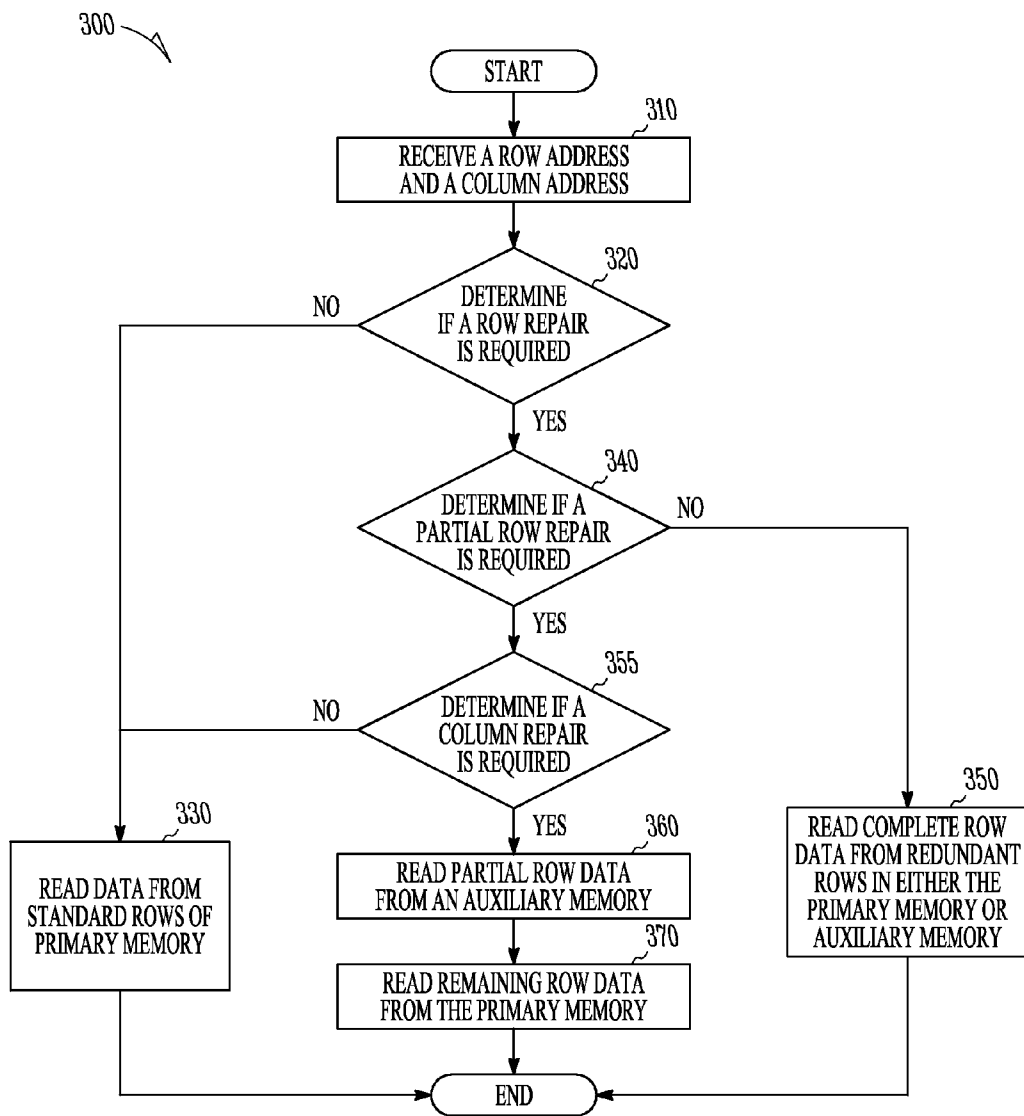 300
START
310
RECEIVE A ROW ADDRESS
AND A COLUMN ADDRESS
320
DETERMINE
IF A ROW REPAIR
IS REQUIRED
NO
YES
340
DETERMINE IF A
PARTIAL ROW REPAIR
IS REQUIRED
NO
YES
355
DETERMINE IF A
COLUMN REPAIR
IS REQUIRED
NO
YES
330
READ DATA FROM
STANDARD ROWS OF
PRIMARY MEMORY
360
READ PARTIAL ROW DATA
FROM AN AUXILIARY MEMORY
350
READ COMPLETE ROW
DATA FROM REDUNDANT
ROWS IN EITHER THE
PRIMARY MEMORY OR
AUXILIARY MEMORY
370
READ REMAINING ROW DATA
FROM THE PRIMARY MEMORY
END